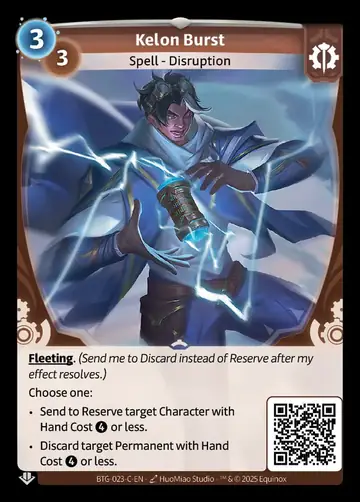 3
3
Kelon Burst
Spell - Disruption
Fleeting. (Send me to Discard instead of Reserve after my
effect resolves.)
Choose one:
• Send to Reserve target Character with
Hand Cost 4 or less.
• Discard target Permanent with Hand
Cost 4 or less.
BTG-023-C-EN - HuoMiao Studio - ™ & © 2025 Equinox